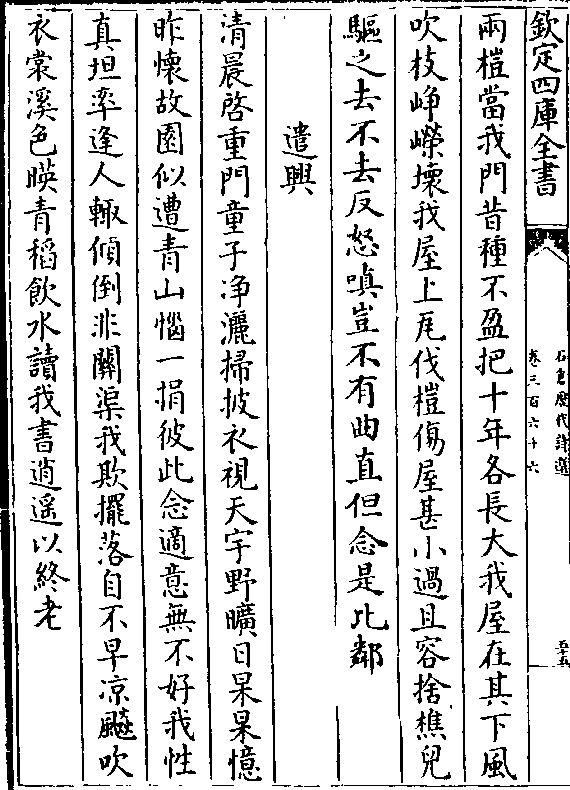 欽定四庫全書
石倉歷代詩選
卷三百六十六
五十五
兩榿當我門昔種不盈把十年各長大我屋在其下風
吹枝崢嶸壞我屋上瓦伐榿傷屋甚小過且容捨樵兒
驅之去不去反怒嗔豈不有曲直但念是比鄰
遣興
清晨啓重門童子浄灑掃披衣視天宇野曠日杲杲憶
昨懷故園似遭青山惱一捐彼此念適意無不好我性
真坦率逢人輒傾倒非關渠我欺擺落自不早凉飈吹
衣裳溪色暎青稻飲水讀我書逍遥以終老